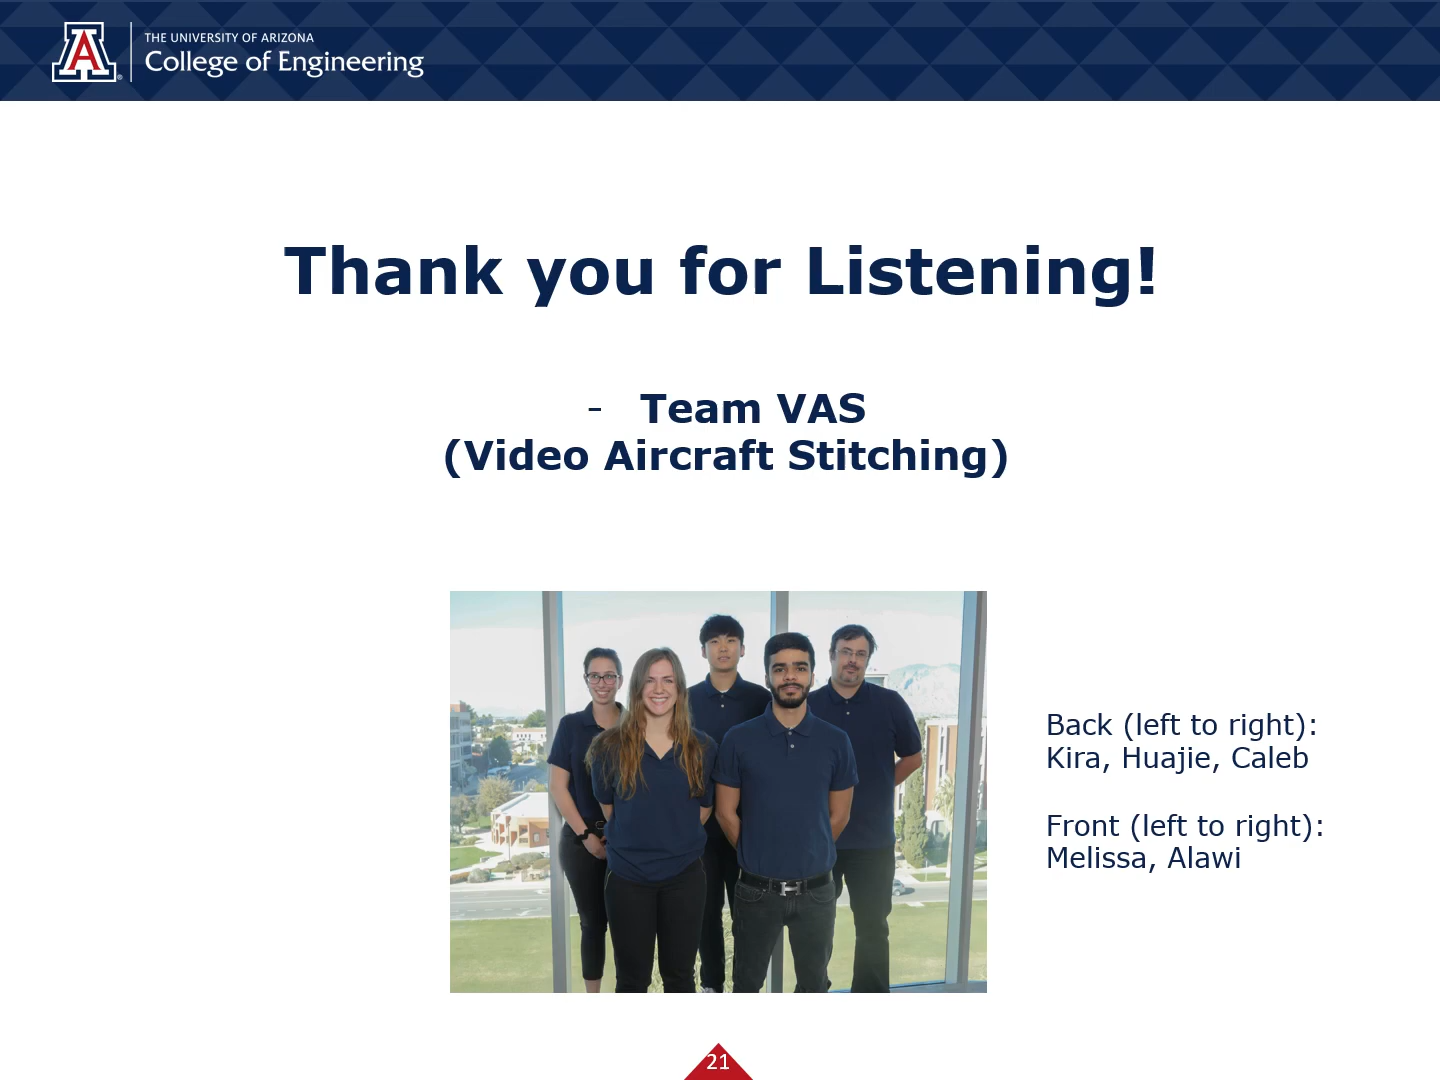 THE UNIVERSITY OF ARIZONA
College of Engineering
Thank you for Listening!
- Team VAS
(Video Aircraft Stitching)
Back (left to right):
Kira, Huajie, Caleb
Front (left to right):
Melissa, Alawi
21